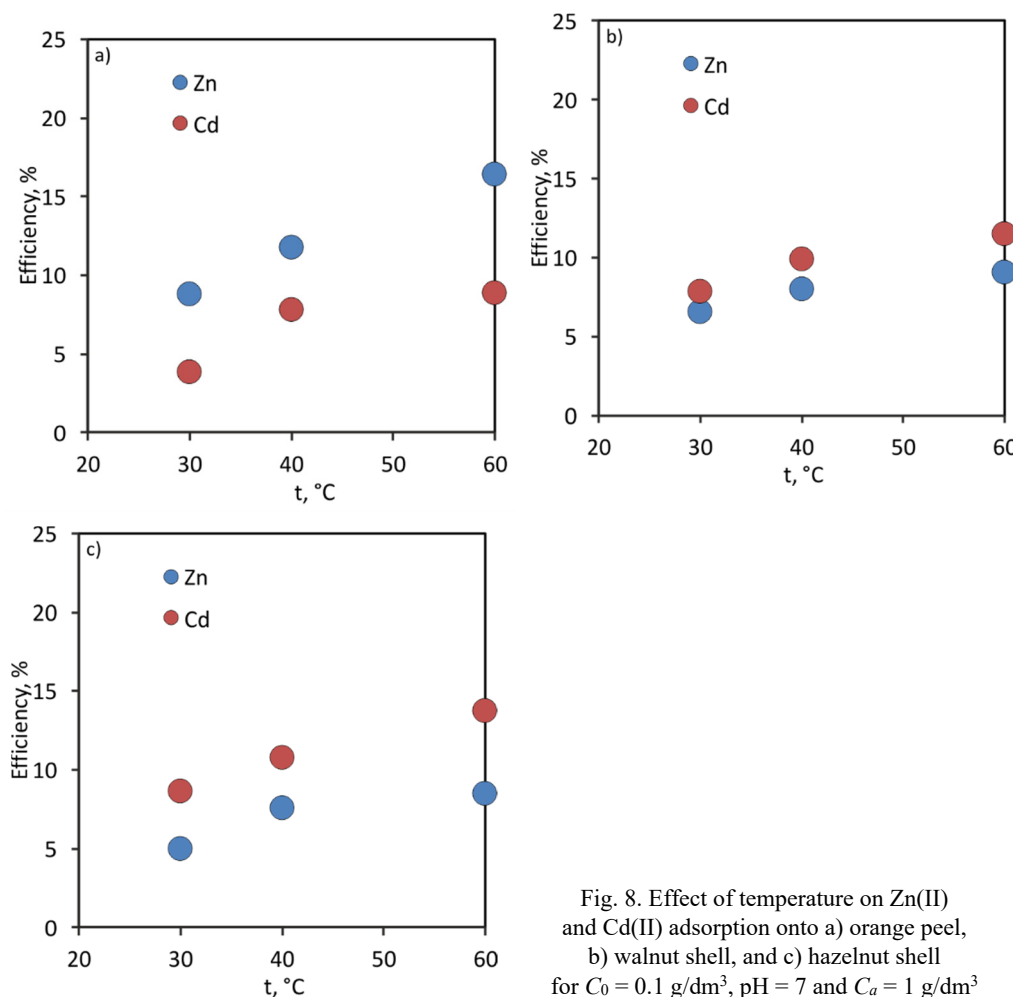 a)
Zn
Cd
25
20
15
10
5
0
Efficiency, %
20 30 40 50 60
t, °C
b)
Zn
Cd
25
20
15
10
5
0
Efficiency, %
20 30 40 50 60
t, °C
c)
Zn
Cd
25
20
15
10
5
0
Efficiency, %
20 30 40 50 60
t, °C
Fig. 8. Effect of temperature on Zn(II)
and Cd(II) adsorption onto a) orange peel,
b) walnut shell, and c) hazelnut shell
for C₀ = 0.1 g/dm³, pH = 7 and Cₐ = 1 g/dm³